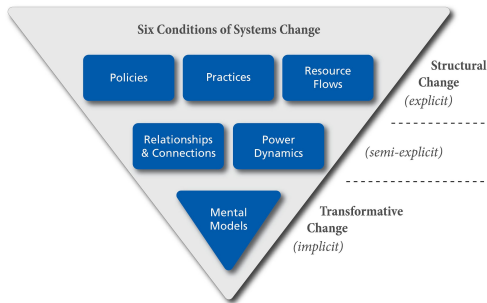 Six Conditions of Systems Change
Policies
Practices
Resource
Flows
Structural
Change
(explicit)
Relationships
& Connections
Power
Dynamics
(semi-explicit)
Mental
Models
Transformative
Change
(implicit)